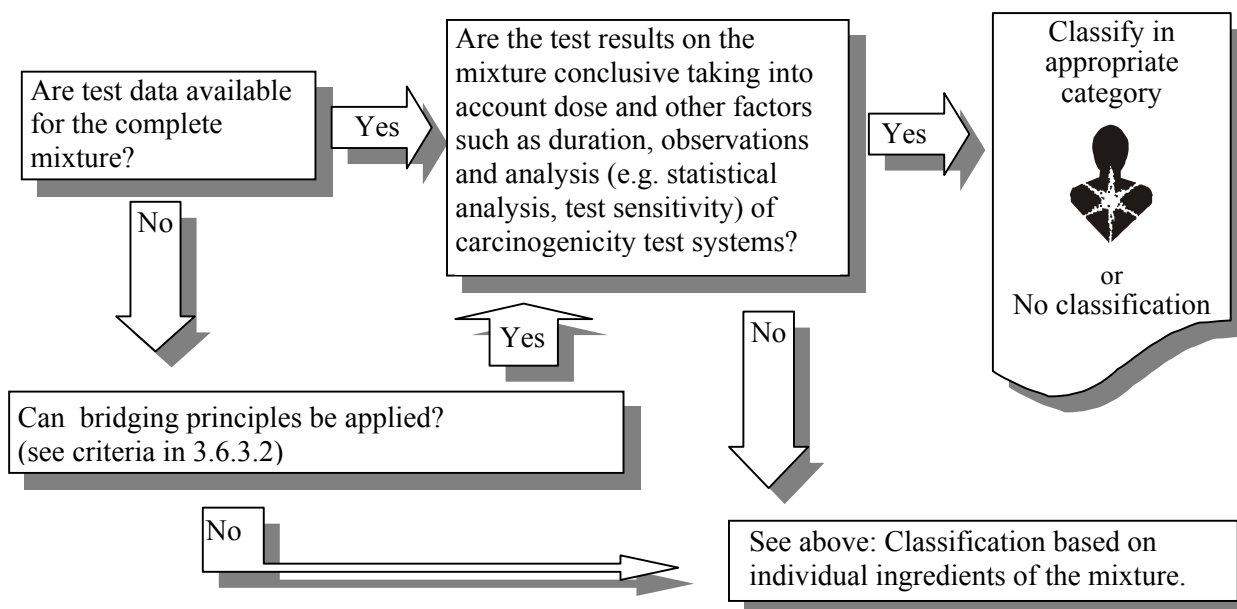 Are test data available
for the complete
mixture?
Yes
Are the test results on the
mixture conclusive taking into
account dose and other factors
such as duration, observations
and analysis (e.g. statistical
analysis, test sensitivity) of
carcinogenicity test systems?
Yes
Classify in
appropriate
category
or
No classification
No
Yes
No
Can bridging principles be applied?
(see criteria in 3.6.3.2)
No
See above: Classification based on
individual ingredients of the mixture.